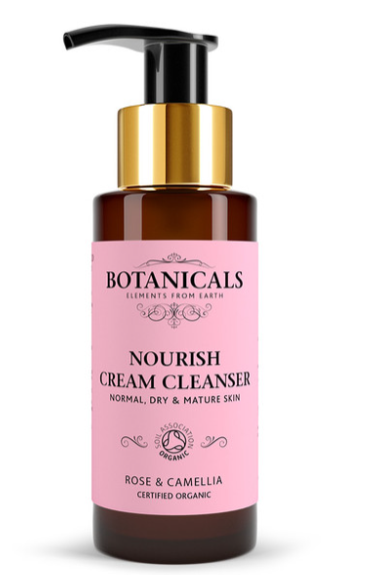 BOTANICALS
ELEMENTS FROM EARTH
NOURISH
CREAM CLEANSER
NORMAL, DRY & MATURE SKIN
SOIL ASSOCIATION
ORGANIC
ROSE & CAMELLIA
CERTIFIED ORGANIC